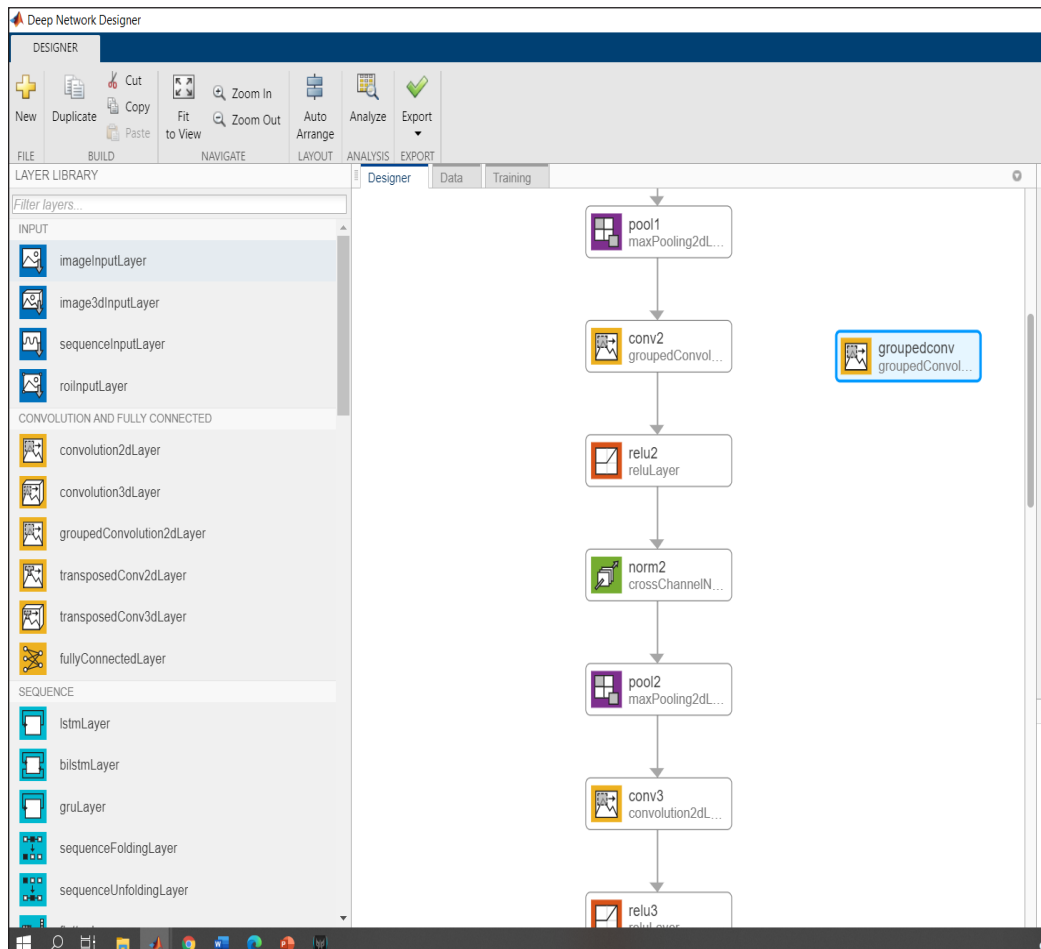 Deep Network Designer
DESIGNER
New
Duplicate
Cut
Copy
Paste
Fit
to View
Zoom In
Zoom Out
Auto
Arrange
Analyze
Export
FILE
BUILD
NAVIGATE
LAYOUT
ANALYSIS
EXPORT
LAYER LIBRARY
Filter layers...
INPUT
imageInputLayer
image3dInputLayer
sequenceInputLayer
roiInputLayer
CONVOLUTION AND FULLY CONNECTED
convolution2dLayer
convolution3dLayer
groupedConvolution2dLayer
transposedConv2dLayer
transposedConv3dLayer
fullyConnectedLayer
SEQUENCE
lstmLayer
bilstmLayer
gruLayer
sequenceFoldingLayer
sequenceUnfoldingLayer
Designer
Data
Training
pool1
maxPooling2dL...
conv2
groupedConvol...
groupedconv
groupedConvol...
relu2
reluLayer
norm2
crossChannelN...
pool2
maxPooling2dL...
conv3
convolution2dL...
relu3
reluLayer